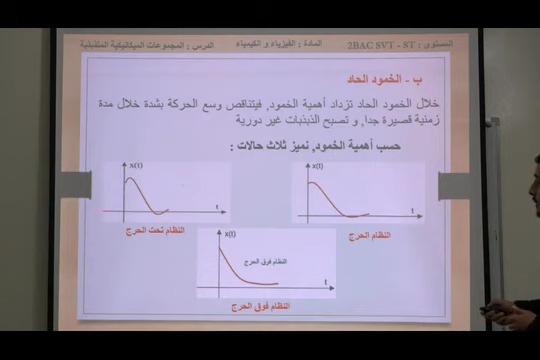 المستوى : 2BAC SVT - ST
المادة : الفيزياء و الكيمياء
الدرس : المجموعات الميكانيكية المتذبذبة
ب - الخمود الحاد
خلال الخمود الحاد تزداد أهمية الخمود, فيتناقص وسع الحركة بشدة خلال مدة
زمنية قصيرة جدا, و تصبح الذبذبات غير دورية
حسب أهمية الخمود, نميز ثلاث حالات :
x(t)
t
النظام الحرج
x(t)
t
النظام تحت الحرج
x(t)
النظام فوق الحرج
t
النظام فوق الحرج